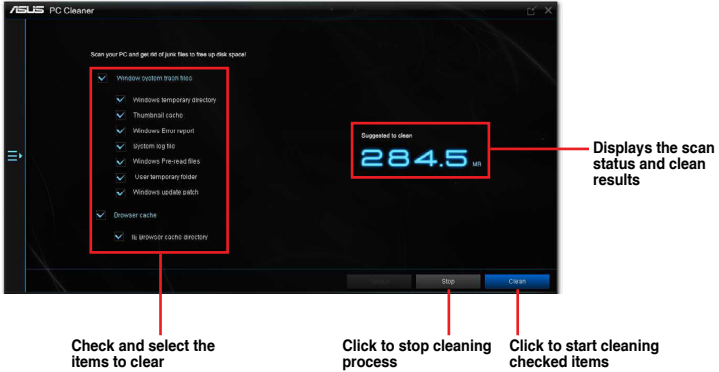 ASUS PC Cleaner
Scan your PC and get rid of junk files to free up disk space!
Window system trash files
Windows temporary directory
Thumbnail cache
Windows Error report
System log file
Windows Pre-read files
User temporary folder
Windows update patch
Browser cache
IE Browser cache directory
Suggested to clean
284.5 MB
Displays the scan
status and clean
results
Stop
Clean
Check and select the
items to clear
Click to stop cleaning
process
Click to start cleaning
checked items